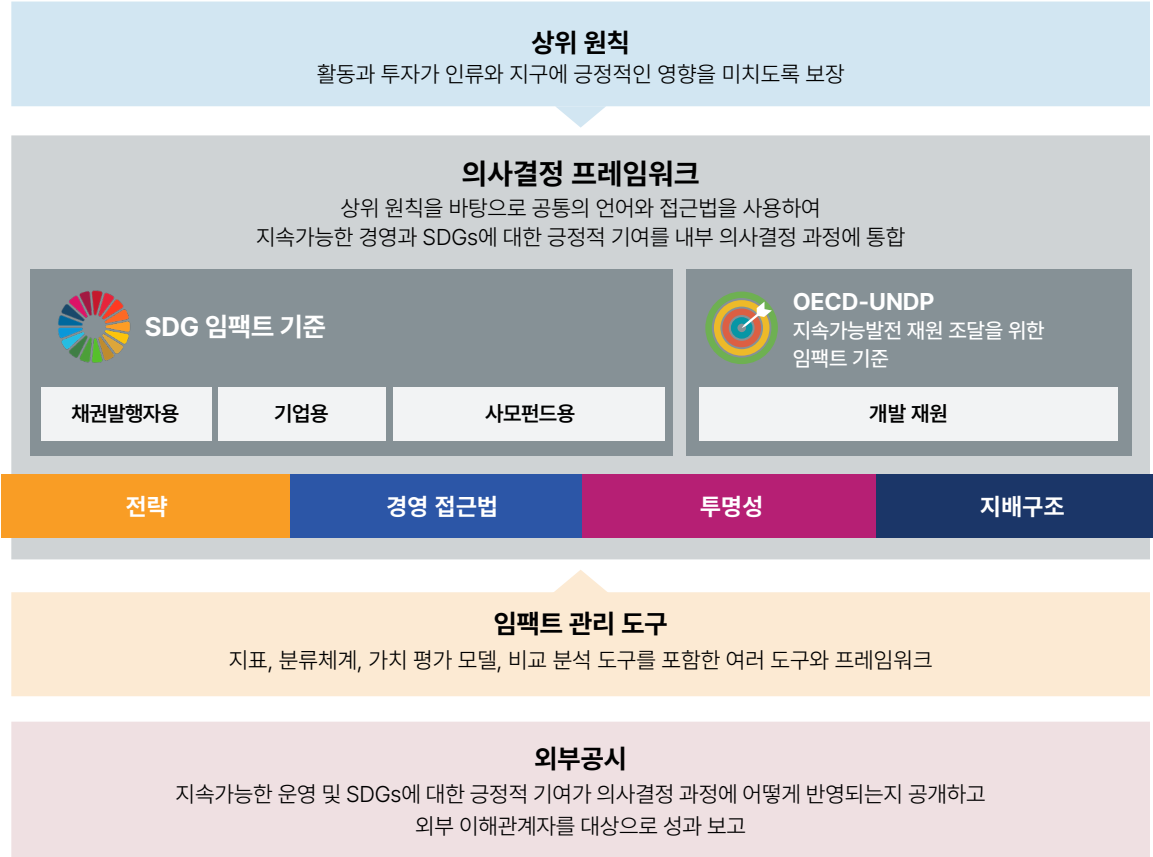 상위 원칙
활동과 투자가 인류와 지구에 긍정적인 영향을 미치도록 보장
의사결정 프레임워크
상위 원칙을 바탕으로 공통의 언어와 접근법을 사용하여
지속가능한 경영과 SDGs에 대한 긍정적 기여를 내부 의사결정 과정에 통합
SDG 임팩트 기준
채권발행자용
기업용
사모펀드용
OECD-UNDP
지속가능발전 재원 조달을 위한
임팩트 기준
개발 재원
전략
경영 접근법
투명성
지배구조
임팩트 관리 도구
지표, 분류체계, 가치 평가 모델, 비교 분석 도구를 포함한 여러 도구와 프레임워크
외부공시
지속가능한 운영 및 SDGs에 대한 긍정적 기여가 의사결정 과정에 어떻게 반영되는지 공개하고
외부 이해관계자를 대상으로 성과 보고